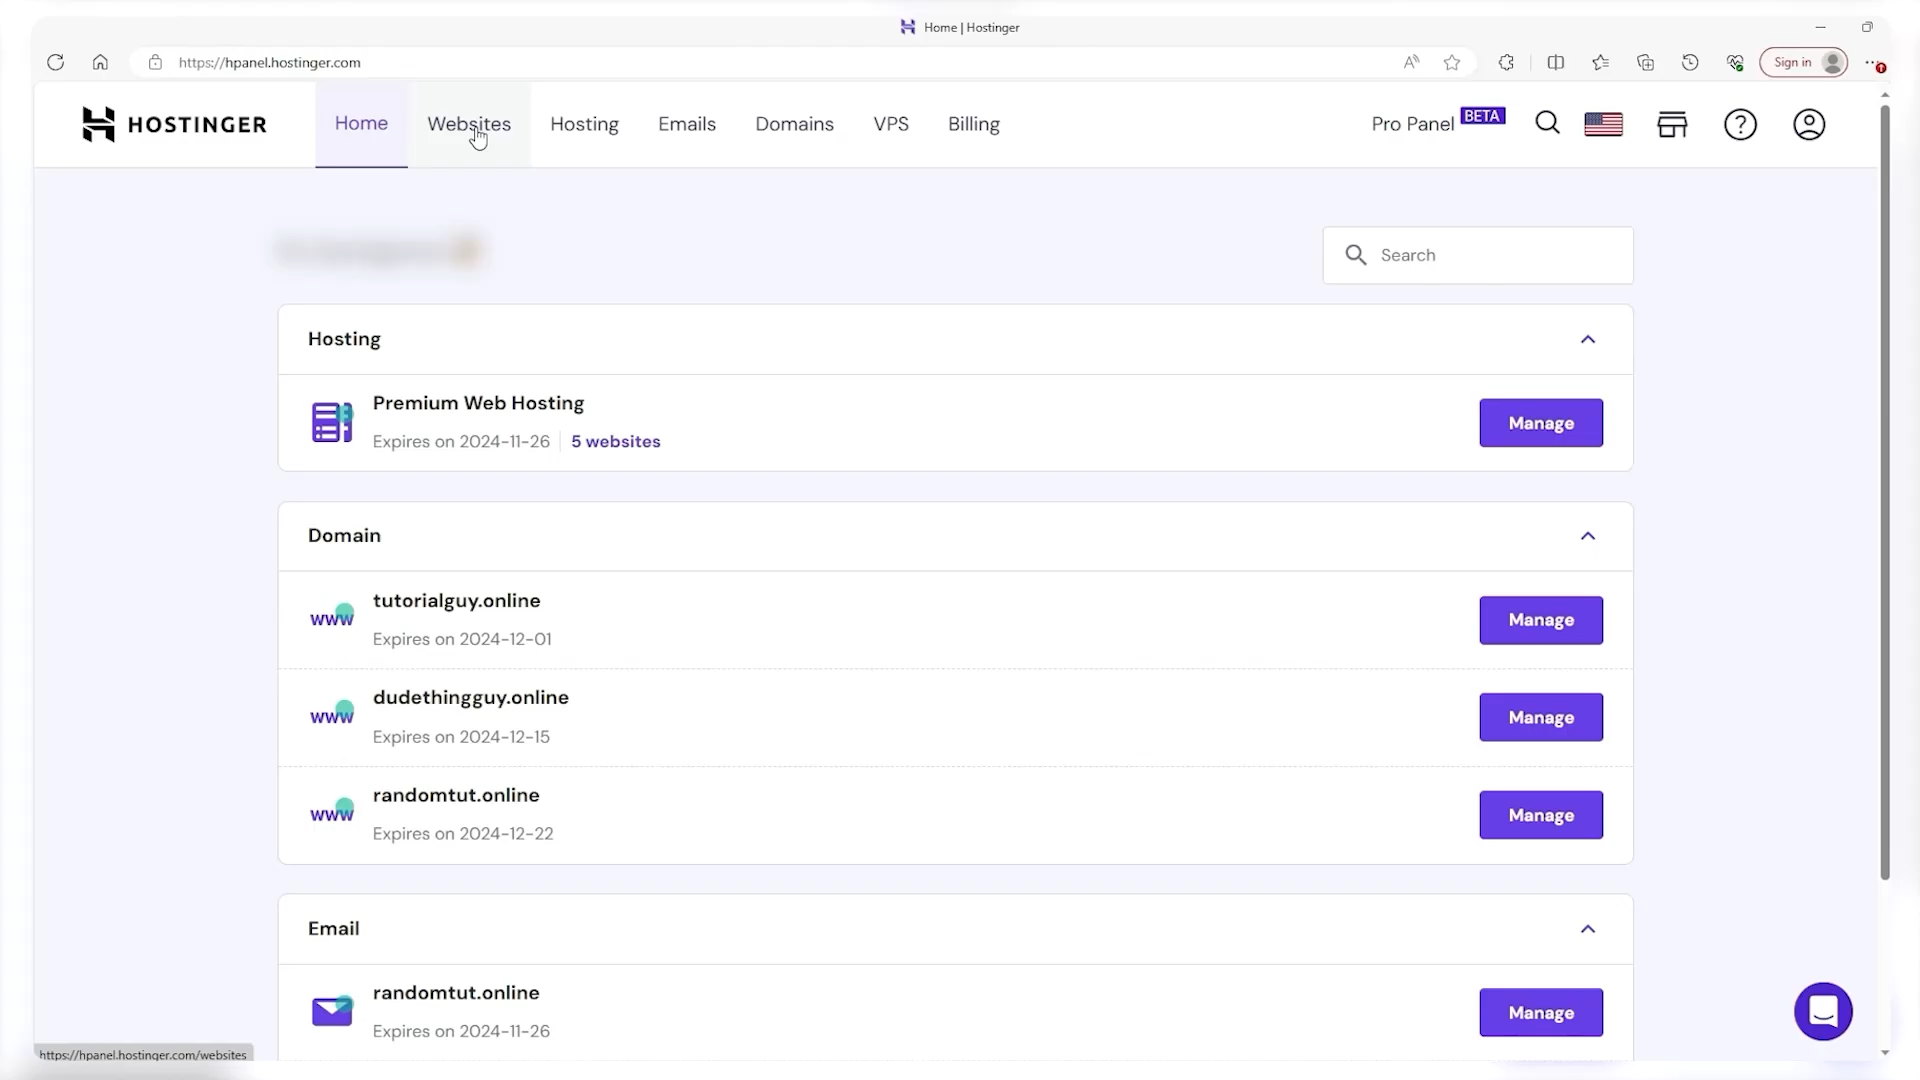 Home | Hostinger
https://hpanel.hostinger.com
Sign in
HOSTINGER
Home
Websites
Hosting
Emails
Domains
VPS
Billing
Pro Panel BETA
Search
Hosting
Premium Web Hosting
Expires on 2024-11-26
5 websites
Manage
Domain
www
tutorialguy.online
Expires on 2024-12-01
Manage
www
dudethingguy.online
Expires on 2024-12-15
Manage
www
randomtut.online
Expires on 2024-12-22
Manage
Email
randomtut.online
Expires on 2024-11-26
Manage
https://hpanel.hostinger.com/websites